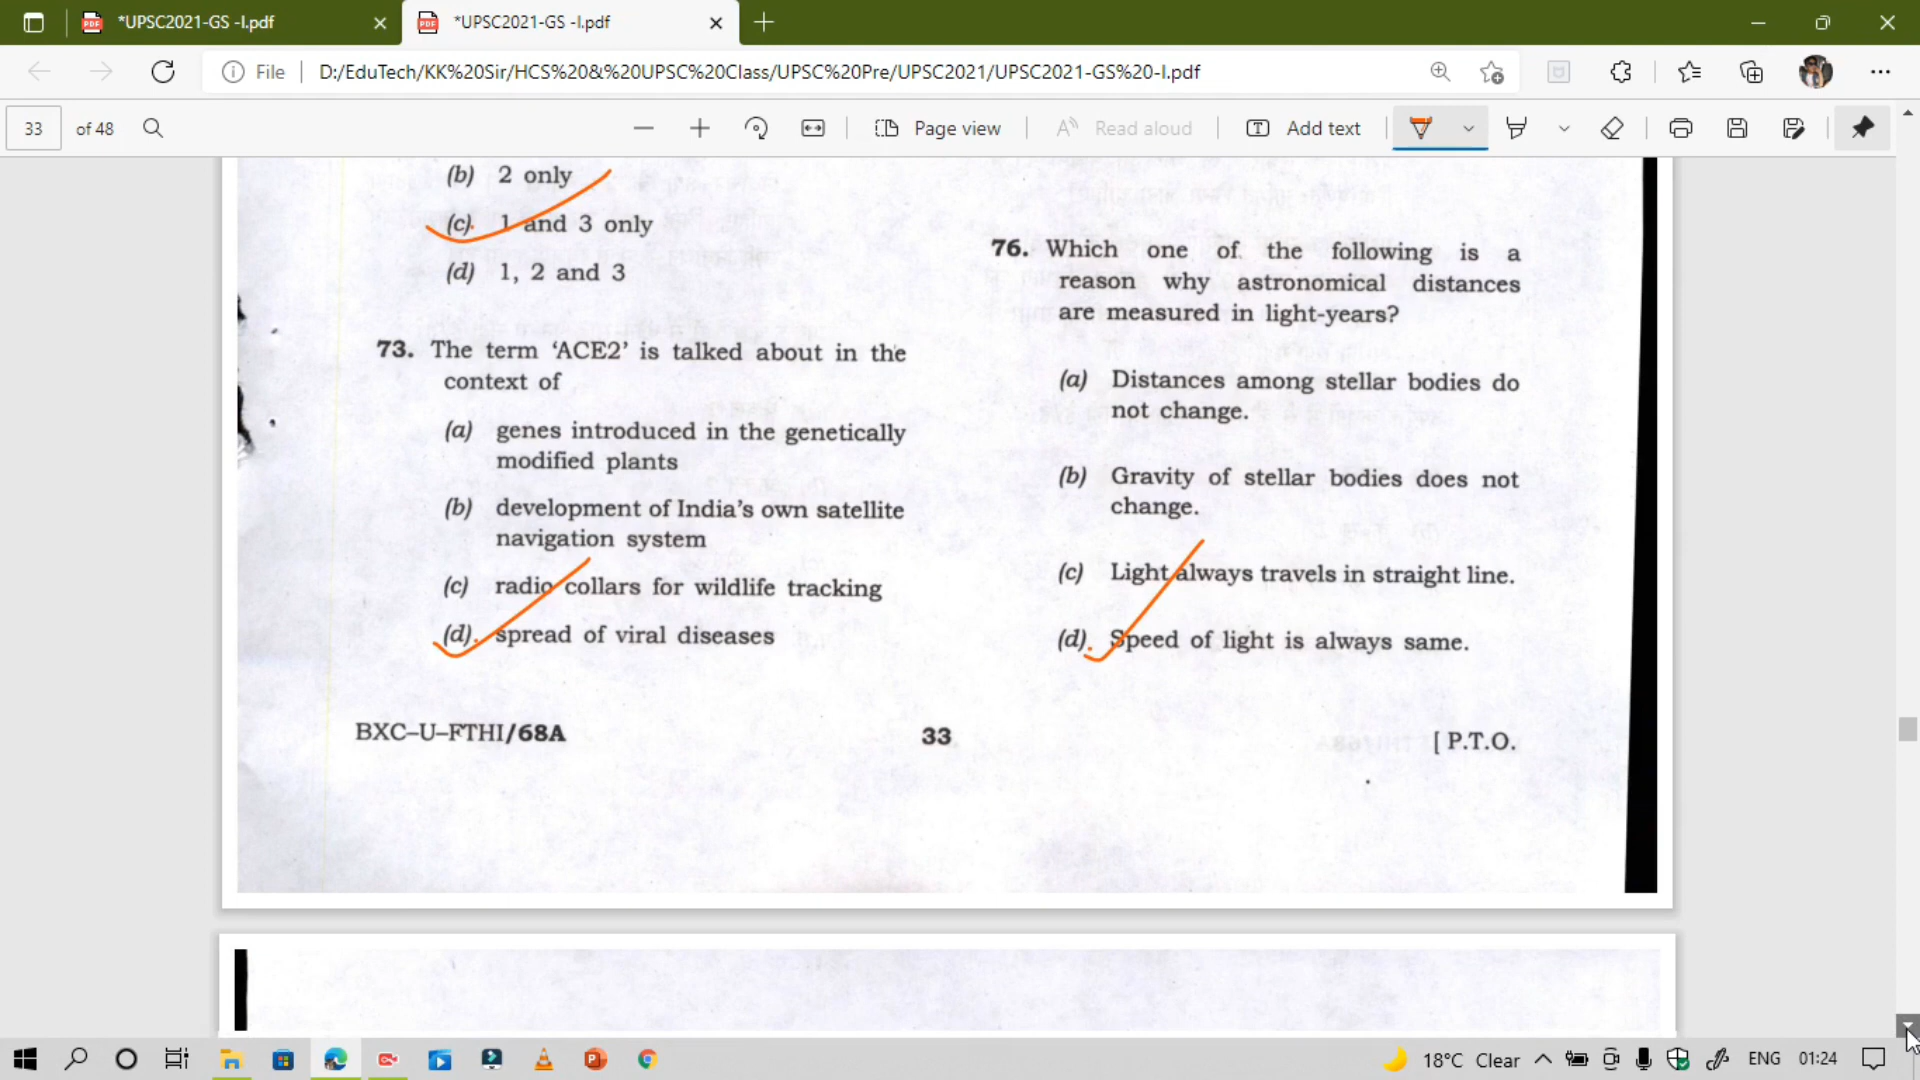 *UPSC2021-GS -I.pdf
*UPSC2021-GS -I.pdf
File
D:/EduTech/KK%20Sir/HCS%20&%20UPSC%20Class/UPSC%20Pre/UPSC2021/UPSC2021-GS%20-I.pdf
33 of 48
Page view
Read aloud
Add text
(b) 2 only
(c) 1 and 3 only
(d) 1, 2 and 3
73. The term ‘ACE2’ is talked about in the
context of
(a) genes introduced in the genetically
modified plants
(b) development of India’s own satellite
navigation system
(c) radio collars for wildlife tracking
(d) spread of viral diseases
76. Which one of the following is a
reason why astronomical distances
are measured in light-years?
(a) Distances among stellar bodies do
not change.
(b) Gravity of stellar bodies does not
change.
(c) Light always travels in straight line.
(d) Speed of light is always same.
BXC–U–FTHI/68A
33
[ P.T.O.
18°C Clear
ENG
01:24